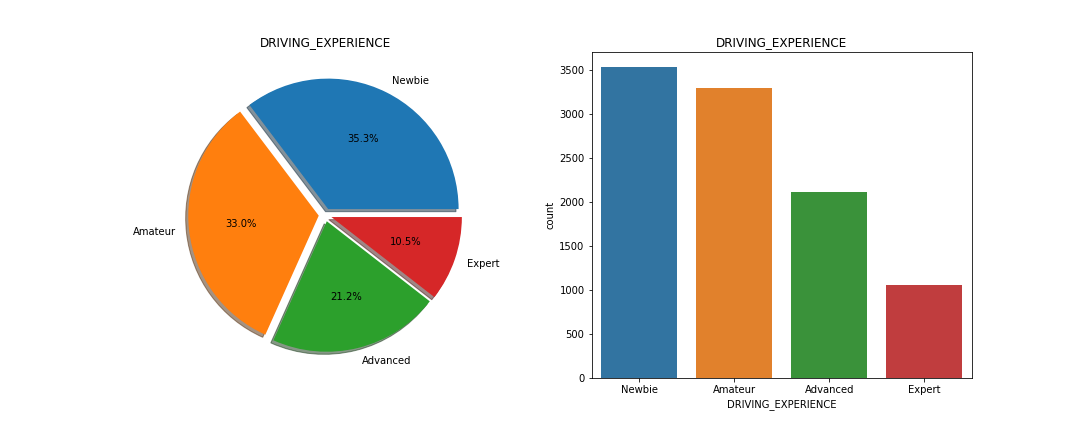 DRIVING_EXPERIENCE
Newbie
35.3%
Amateur
33.0%
10.5%
Expert
21.2%
Advanced
DRIVING_EXPERIENCE
3500
3000
2500
2000
1500
1000
500
0
count
Newbie Amateur Advanced Expert
DRIVING_EXPERIENCE